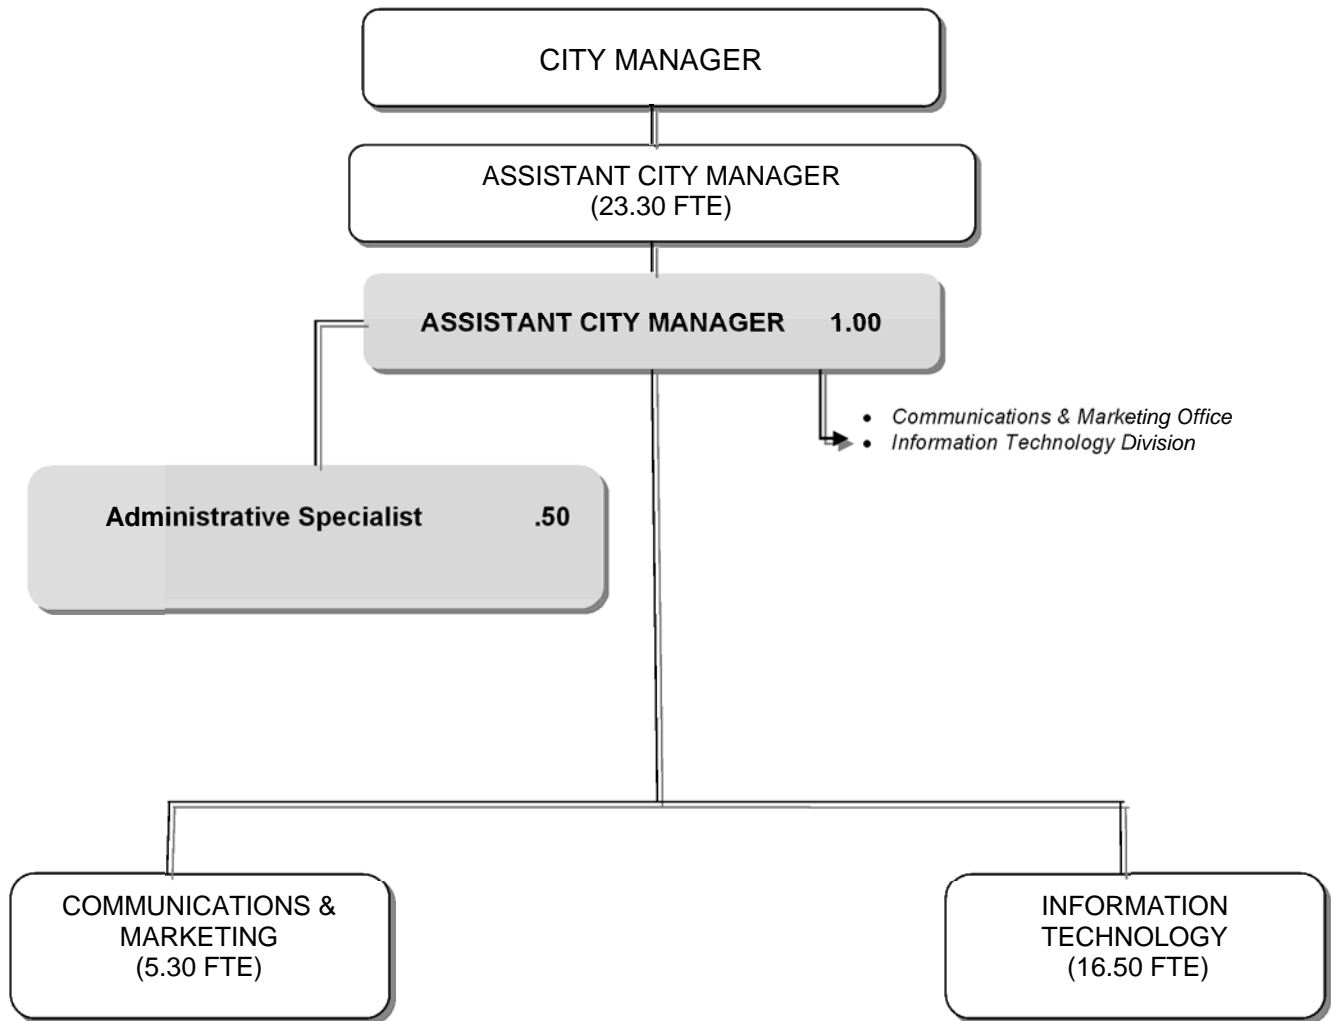 CITY MANAGER
ASSISTANT CITY MANAGER
(23.30 FTE)
ASSISTANT CITY MANAGER 1.00
• Communications & Marketing Office
• Information Technology Division
Administrative Specialist .50
COMMUNICATIONS &
MARKETING
(5.30 FTE)
INFORMATION
TECHNOLOGY
(16.50 FTE)